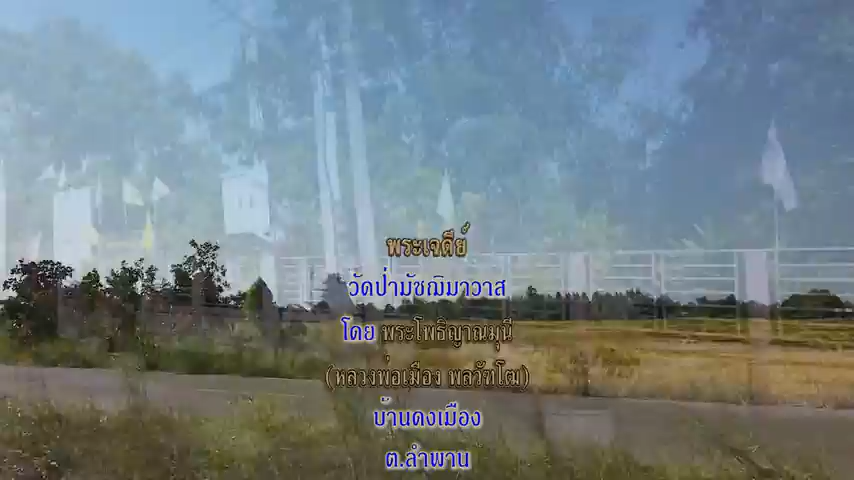 พระเจดีย์
วัดป่ามัชฌิมาวาส
โดย พระโพธิญาณมุนี
(หลวงพ่อเมือง พลวัฑโฒ)
บ้านดงเมือง
ต.ลำพาน